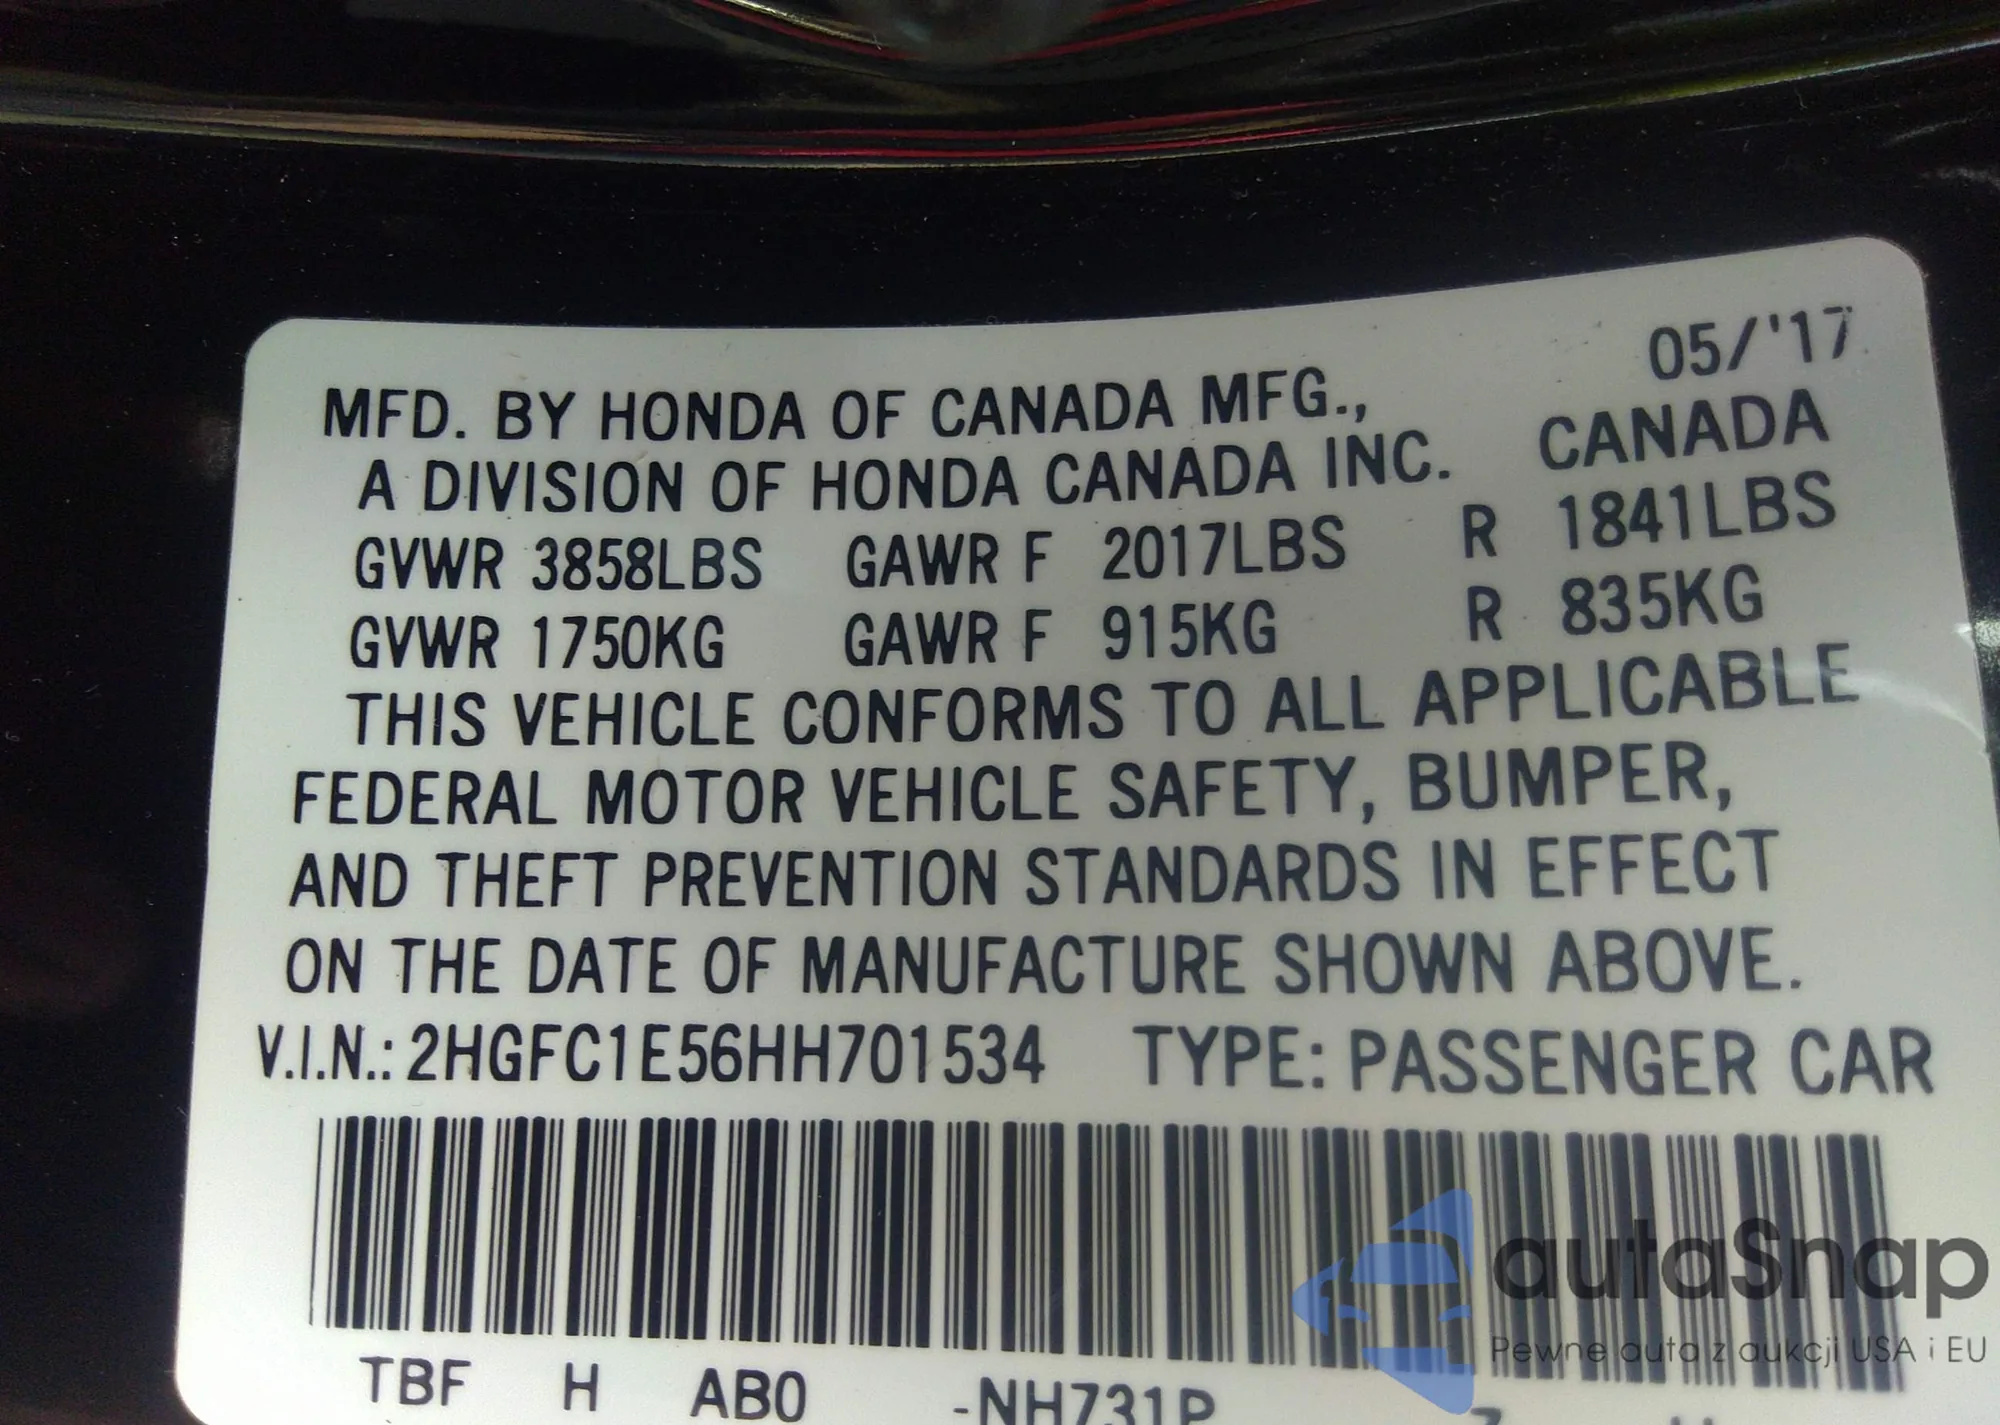 05/'17
MFD. BY HONDA OF CANADA MFG.,
A DIVISION OF HONDA CANADA INC. CANADA
GVWR 3858LBS GAWR F 2017LBS R 1841LBS
GVWR 1750KG GAWR F 915KG R 835KG
THIS VEHICLE CONFORMS TO ALL APPLICABLE
FEDERAL MOTOR VEHICLE SAFETY, BUMPER,
AND THEFT PREVENTION STANDARDS IN EFFECT
ON THE DATE OF MANUFACTURE SHOWN ABOVE.
V.I.N.: 2HGFC1E56HH701534 TYPE: PASSENGER CAR
autaSnap
Pewne auta z aukcji USA i EU
TBF H AB0 -NH731P